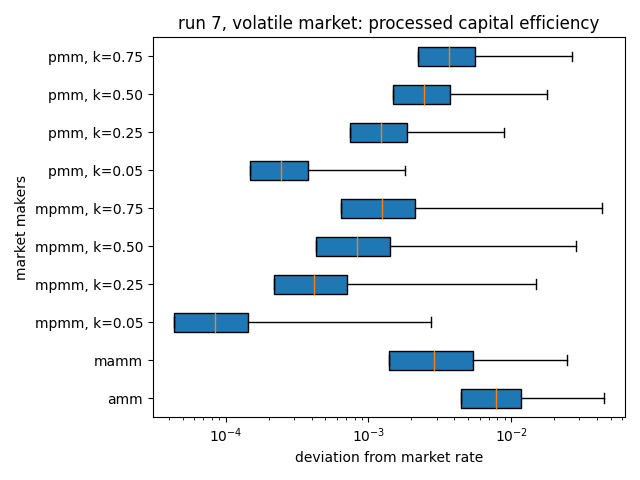 run 7, volatile market: processed capital efficiency
pmm, k=0.75
pmm, k=0.50
pmm, k=0.25
pmm, k=0.05
mpmm, k=0.75
mpmm, k=0.50
mpmm, k=0.25
mpmm, k=0.05
mamm
amm
market makers
10⁻⁴ 10⁻³ 10⁻²
deviation from market rate